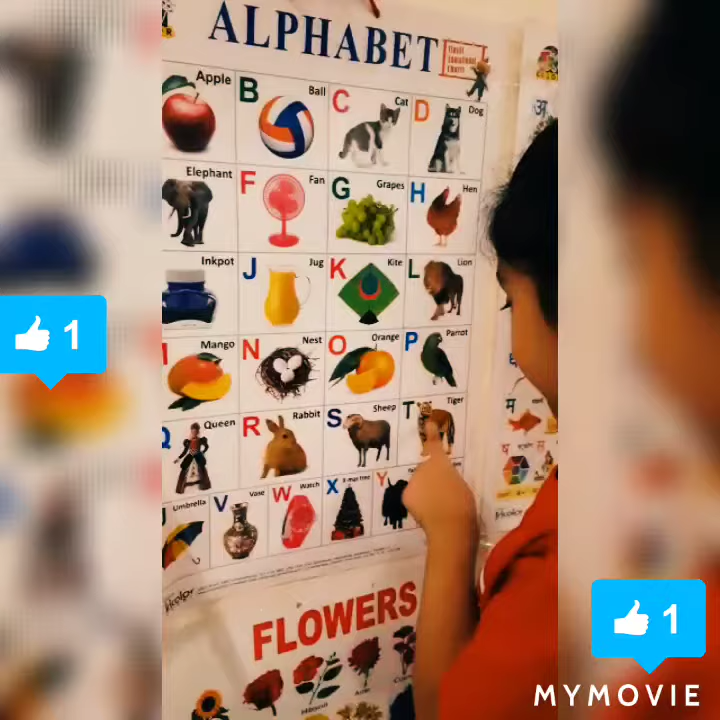 ALPHABET
Apple B Ball C Cat D Dog
Elephant F Fan G Grapes H Hen
Inkpot J Jug K Kite L Lion
Mango N Nest O Orange P Parrot
Queen R Rabbit S Sheep T Tiger
Umbrella V Vase W Watch X X-mas tree Y
FLOWERS
Hibiscus
1
1
MYMOVIE